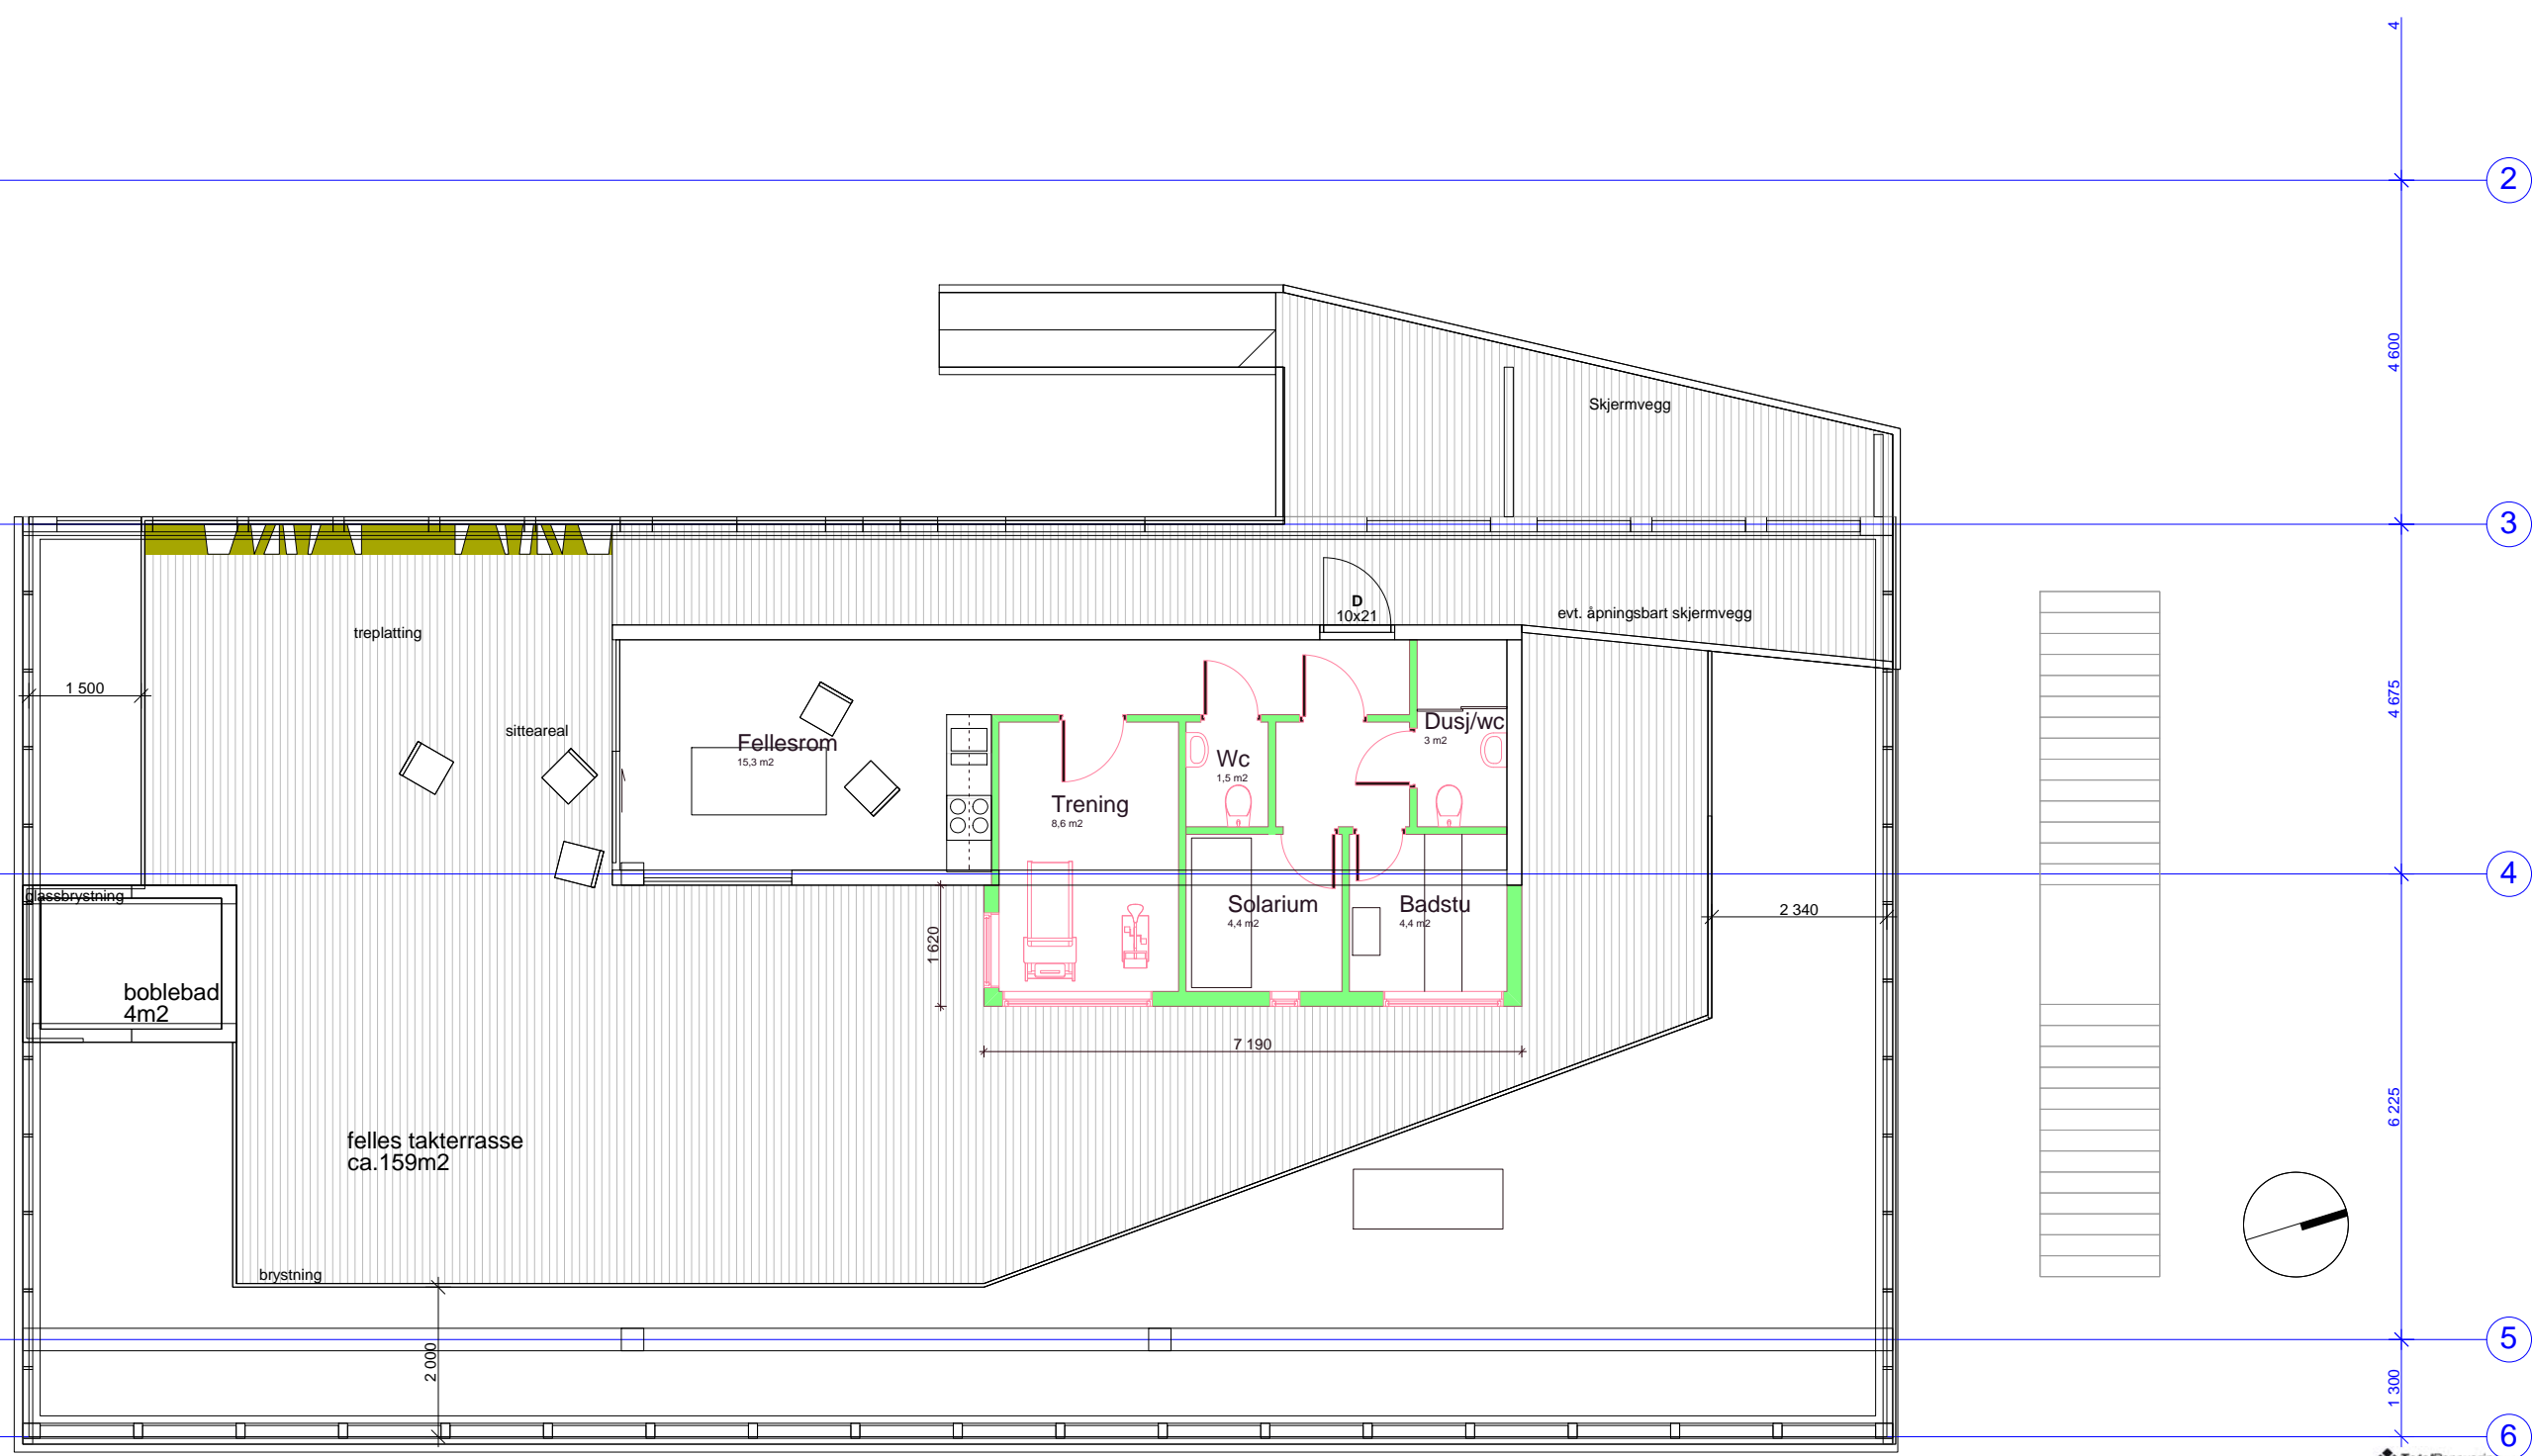 4
2
4 600
Skjermvegg
3
D
10x21
evt. åpningsbart skjermvegg
treplatting
1 500
4 675
sitteareal
Fellesrom
15,3 m2
Dusj/wc
3 m2
Wc
1,5 m2
Trening
8,6 m2
4
glassbrystning
Solarium
4,4 m2
Badstu
4,4 m2
2 340
1 620
boblebad
4m2
7 190
6 225
felles takterrasse
ca.159m2
brystning
5
2 000
1 300
6